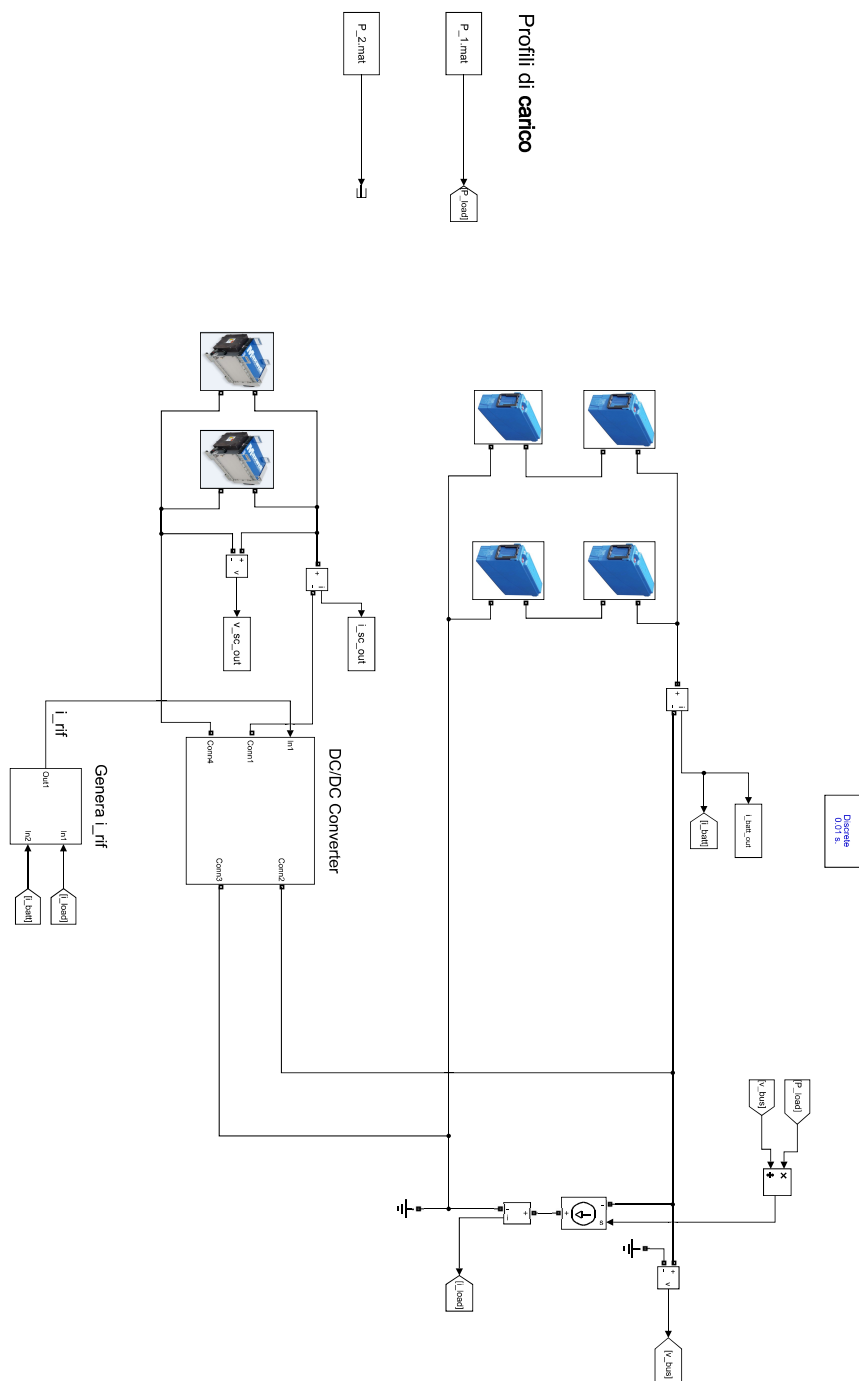 Discrete
0.01 s.
[P_load]
×
÷
[v_bus]
i_batt_out
[i_batt]
i
+
-
+
v
-
[v_bus]
s
-
+
Profili di carico
P_1.mat
[P_load]
+
i
-
[i_load]
P_2.mat
i_sc_out
i
+
-
DC/DC Converter
In1
Conn1
Conn4
Conn2
Conn3
v_sc_out
+
v
-
i_rif
Genera i_rif
Out1
In1
In2
[i_load]
[i_batt]